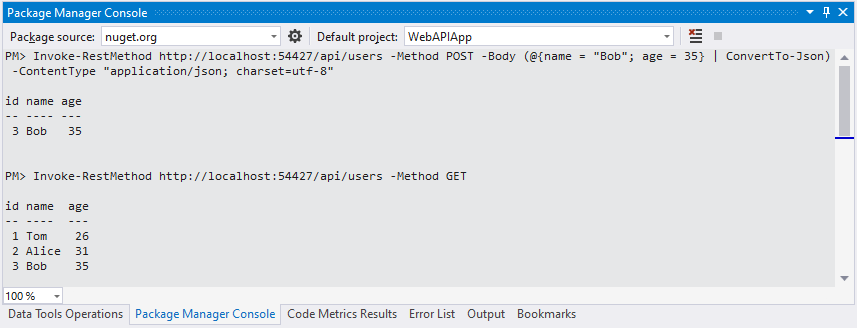 Package Manager Console
Package source: nuget.org Default project: WebAPIApp
PM> Invoke-RestMethod http://localhost:54427/api/users -Method POST -Body (@{name = "Bob"; age = 35} | ConvertTo-Json)
-ContentType "application/json; charset=utf-8"
id name age
-- ---- ---
3 Bob 35
PM> Invoke-RestMethod http://localhost:54427/api/users -Method GET
id name age
-- ---- ---
1 Tom 26
2 Alice 31
3 Bob 35
100 %
Data Tools Operations Package Manager Console Code Metrics Results Error List Output Bookmarks